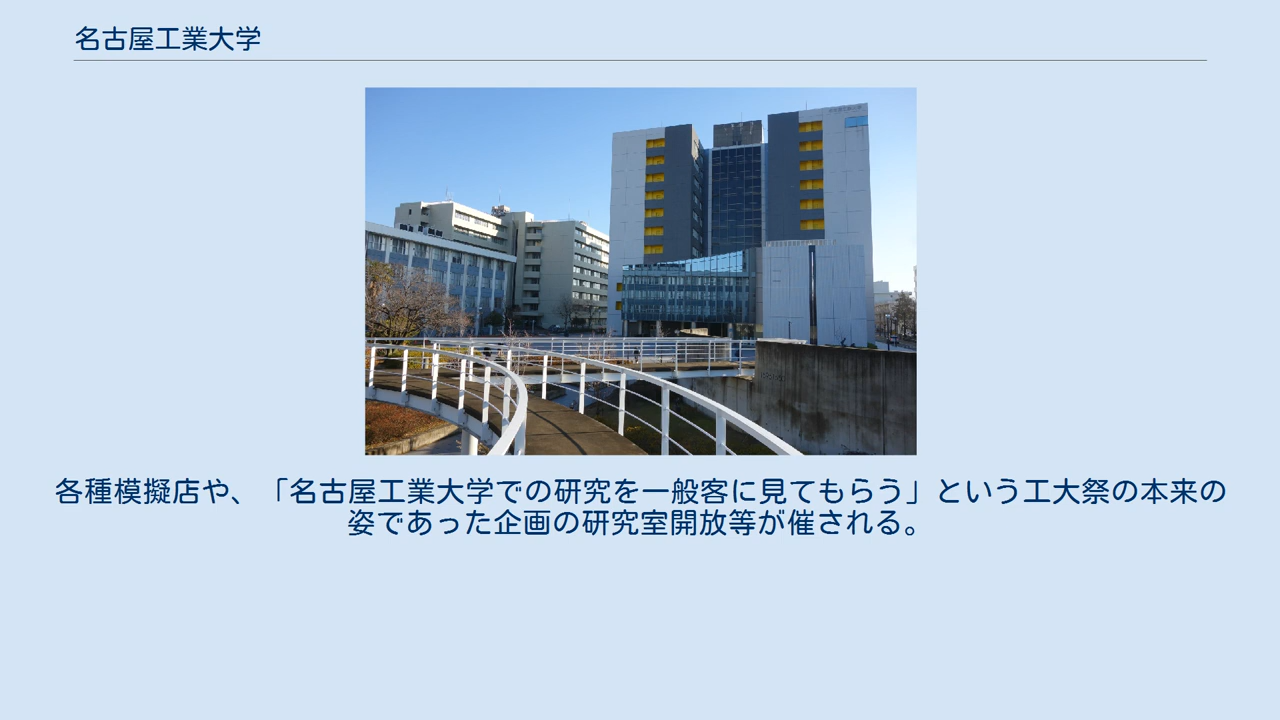 名古屋工業大学
各種模擬店や、「名古屋工業大学での研究を一般客に見てもらう」という工大祭の本来の
姿であった企画の研究室開放等が催される。